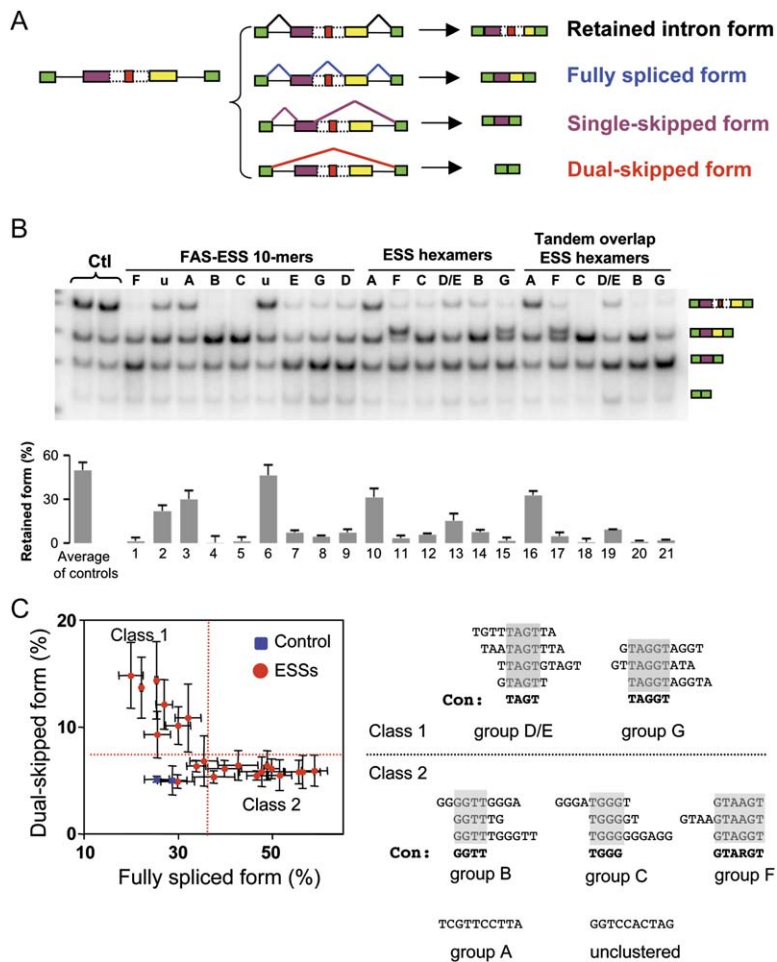 A
Retained intron form
Fully spliced form
Single-skipped form
Dual-skipped form
B
Ctl
FAS-ESS 10-mers
ESS hexamers
Tandem overlap
ESS hexamers
F u A B C u E G D A F C D/E B G A F C D/E B G
Retained form (%)
60
30
0
Average
of controls
1 2 3 4 5 6 7 8 9 10 11 12 13 14 15 16 17 18 19 20 21
C
Dual-skipped form (%)
20
10
0
Class 1
Control
ESSs
Class 2
10 30 50
Fully spliced form (%)
TGTTTAGTTA
TAATAGTTTA
TTAGTGTAGT
GTAGTT
Con: TAGT
Class 1
group D/E
GTAGGTAGGT
GTTAGGTATA
TAGGTAGGTA
TAGGT
group G
Class 2
GGGGTTGGGA
GGTTTG
GGTTTGGGTT
Con: GGTT
group B
GGGATGGGT
TGGGGT
TGGGGGGAGG
TGGG
group C
GTAAGT
GTAAGTAAGT
GTAGGT
GTARGT
group F
TCGTTCCTTA
group A
GGTCCACTAG
unclustered